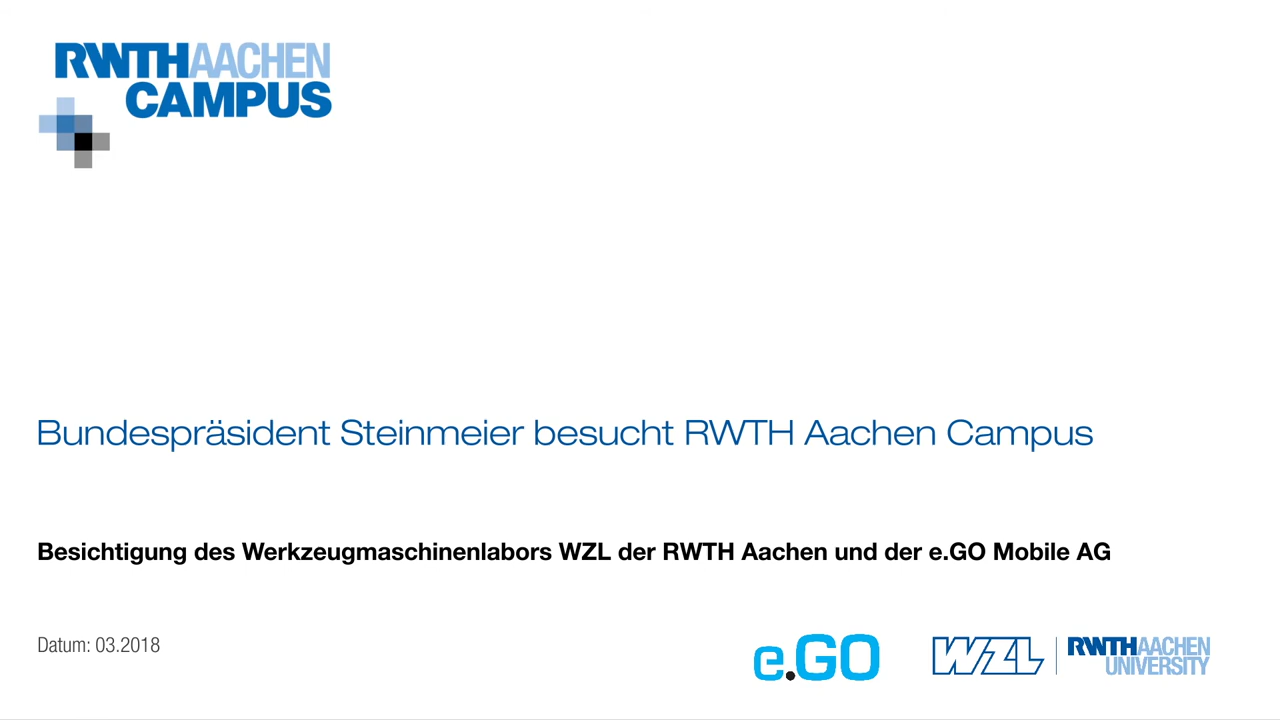 RWTHAACHEN
CAMPUS
Bundespräsident Steinmeier besucht RWTH Aachen Campus
Besichtigung des Werkzeugmaschinenlabors WZL der RWTH Aachen und der e.GO Mobile AG
Datum: 03.2018
e.GO
WZL
RWTHAACHEN
UNIVERSITY